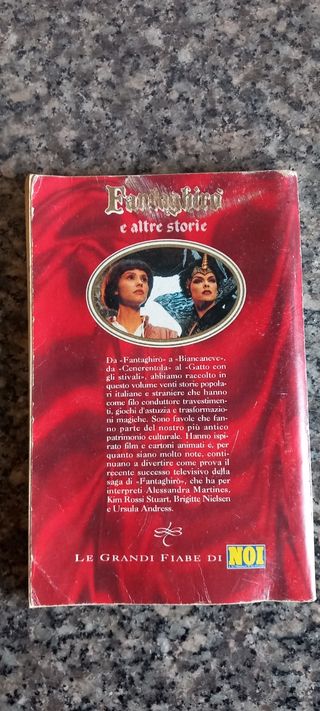 Fantaghirò
e altre storie
Da «Fantaghirò» a «Biancaneve»,
da «Cenerentola» al «Gatto con
gli stivali», abbiamo raccolto in
questo volume venti storie popola-
ri italiane e straniere che hanno
come filo conduttore travestimen-
ti, giochi d'astuzia e trasformazio-
ni magiche. Sono favole che fan-
no parte del nostro più antico
patrimonio culturale. Hanno ispi-
rato film e cartoni animati e, per
quanto siano molto note, conti-
nuano a divertire come prova il
recente successo televisivo della
saga di «Fantaghirò», che ha per
interpreti Alessandra Martines,
Kim Rossi Stuart, Brigitte Nielsen
e Ursula Andress.
LE GRANDI FIABE DI NOI